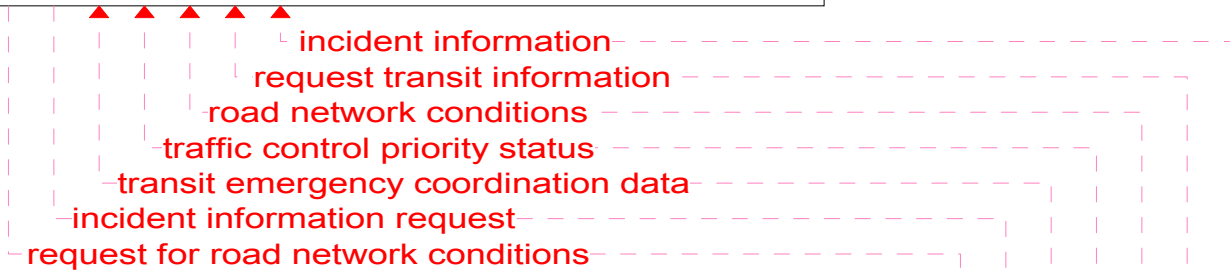 incident information
request transit information
road network conditions
traffic control priority status
transit emergency coordination data
incident information request
request for road network conditions